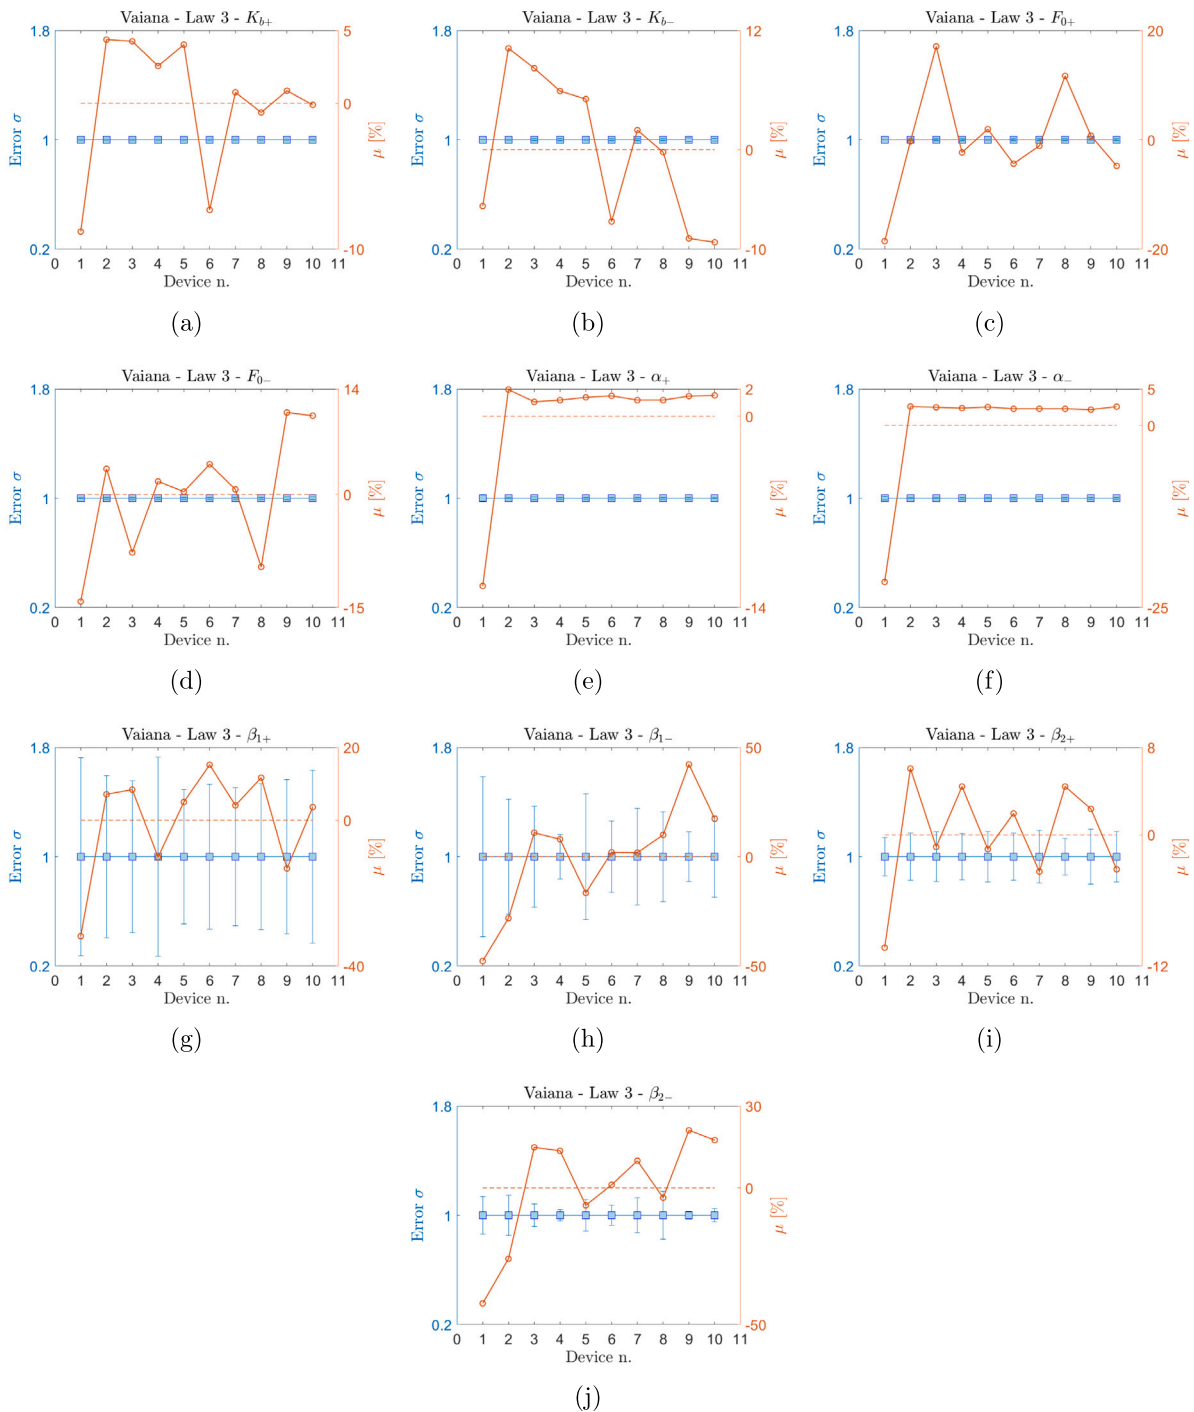 Vaiana - Law 3 - K_{b+}
1.8
1
0.2
Error σ
5
0
-10
μ [%]
0 1 2 3 4 5 6 7 8 9 10 11
Device n.
(a)
Vaiana - Law 3 - K_{b−}
1.8
1
0.2
Error σ
12
0
-10
μ [%]
0 1 2 3 4 5 6 7 8 9 10 11
Device n.
(b)
Vaiana - Law 3 - F_{0+}
1.8
1
0.2
Error σ
20
0
-20
μ [%]
0 1 2 3 4 5 6 7 8 9 10 11
Device n.
(c)
Vaiana - Law 3 - F_{0−}
1.8
1
0.2
Error σ
14
0
-15
μ [%]
0 1 2 3 4 5 6 7 8 9 10 11
Device n.
(d)
Vaiana - Law 3 - α_{+}
1.8
1
0.2
Error σ
2
0
-14
μ [%]
0 1 2 3 4 5 6 7 8 9 10 11
Device n.
(e)
Vaiana - Law 3 - α_{−}
1.8
1
0.2
Error σ
5
0
-25
μ [%]
0 1 2 3 4 5 6 7 8 9 10 11
Device n.
(f)
Vaiana - Law 3 - β_{1+}
1.8
1
0.2
Error σ
20
0
-40
μ [%]
0 1 2 3 4 5 6 7 8 9 10 11
Device n.
(g)
Vaiana - Law 3 - β_{1−}
1.8
1
0.2
Error σ
50
0
-50
μ [%]
0 1 2 3 4 5 6 7 8 9 10 11
Device n.
(h)
Vaiana - Law 3 - β_{2+}
1.8
1
0.2
Error σ
8
0
-12
μ [%]
0 1 2 3 4 5 6 7 8 9 10 11
Device n.
(i)
Vaiana - Law 3 - β_{2−}
1.8
1
0.2
Error σ
30
0
-50
μ [%]
0 1 2 3 4 5 6 7 8 9 10 11
Device n.
(j)